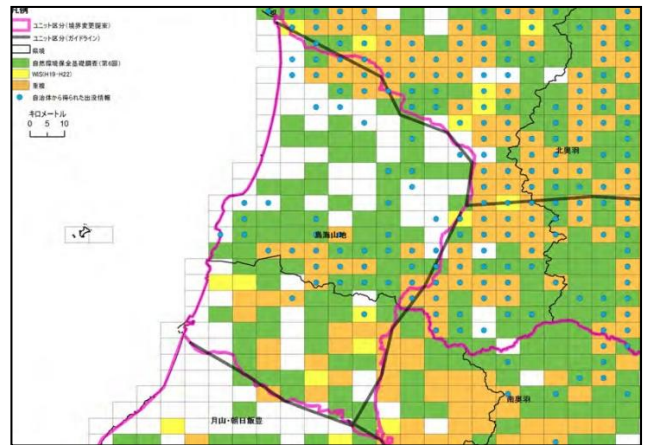 凡例
ユニット区分(境界変更提案)
ユニット区分(ガイドライン)
県境
自然環境保全基礎調査(第6回)
WIS(H19-H22)
重複
自治体から得られた出没情報
キロメートル
0 5 10
北奥羽
鳥海山地
南奥羽
月山・朝日飯豊